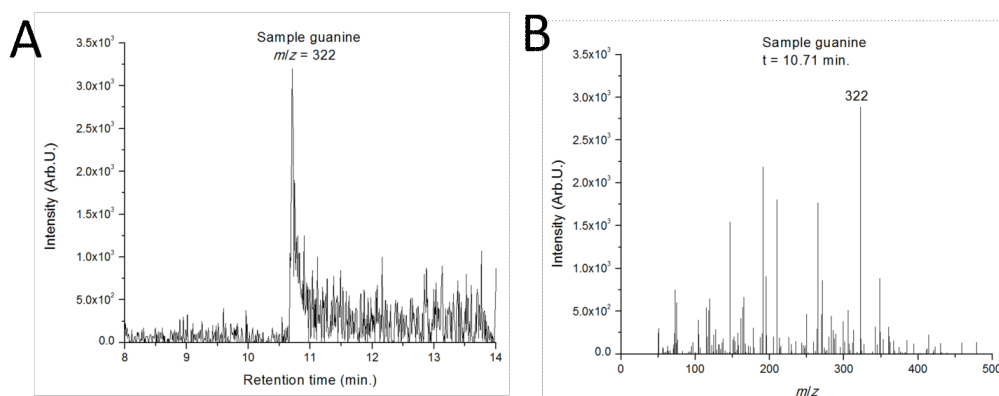 A
Sample guanine
m/z = 322
3.5x10³
3.0x10³
2.5x10³
2.0x10³
1.5x10³
1.0x10³
5.0x10²
0.0
Intensity (Arb.U.)
8 9 10 11 12 13 14
Retention time (min.)
B
Sample guanine
t = 10.71 min.
322
3.5x10³
3.0x10³
2.5x10³
2.0x10³
1.5x10³
1.0x10³
5.0x10²
0.0
Intensity (Arb.U.)
0 100 200 300 400 500
m/z